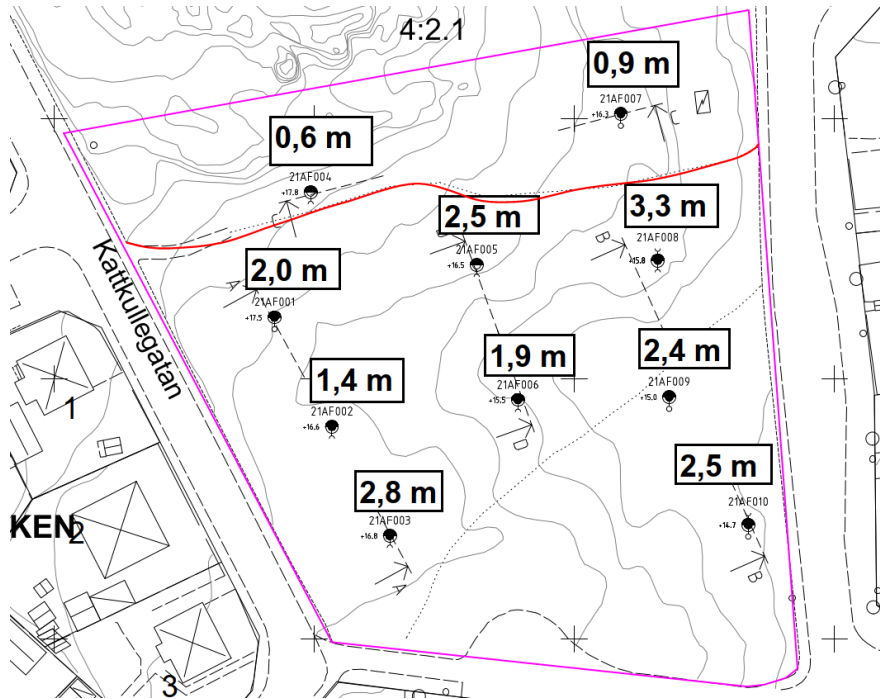 4:2.1
0,9 m
21AF007
+16.3
C
0,6 m
21AF004
+17.8
C
3,3 m
2,5 m
B
21AF008
+15.8
21AF005
+16.5
Kattkullegatan
2,0 m
A
21AF001
+17.5
1,9 m
2,4 m
1,4 m
21AF006
+15.5
21AF009
+15.0
21AF002
+16.6
1
D
2,5 m
2,8 m
21AF010
+14.7
21AF003
+16.8
KEN
2
B
A
3